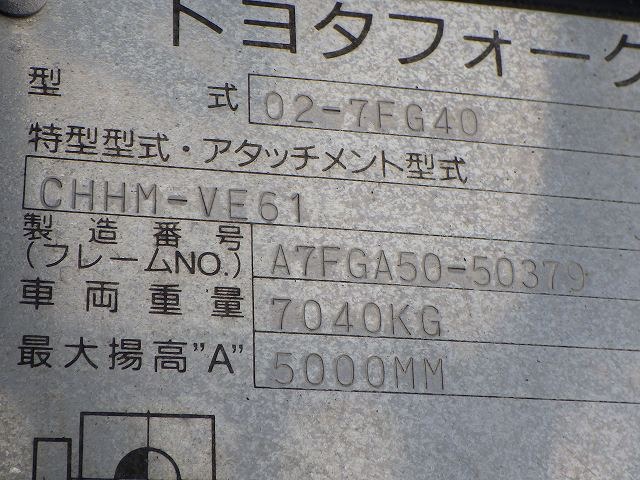 トヨタフォーク
型 式 02-7FG40
特型型式・アタッチメント型式
CHHM-VE61
製造番号
(フレームNO.) A7FGA50-50379
車両重量 7040KG
最大揚高"A" 5000MM